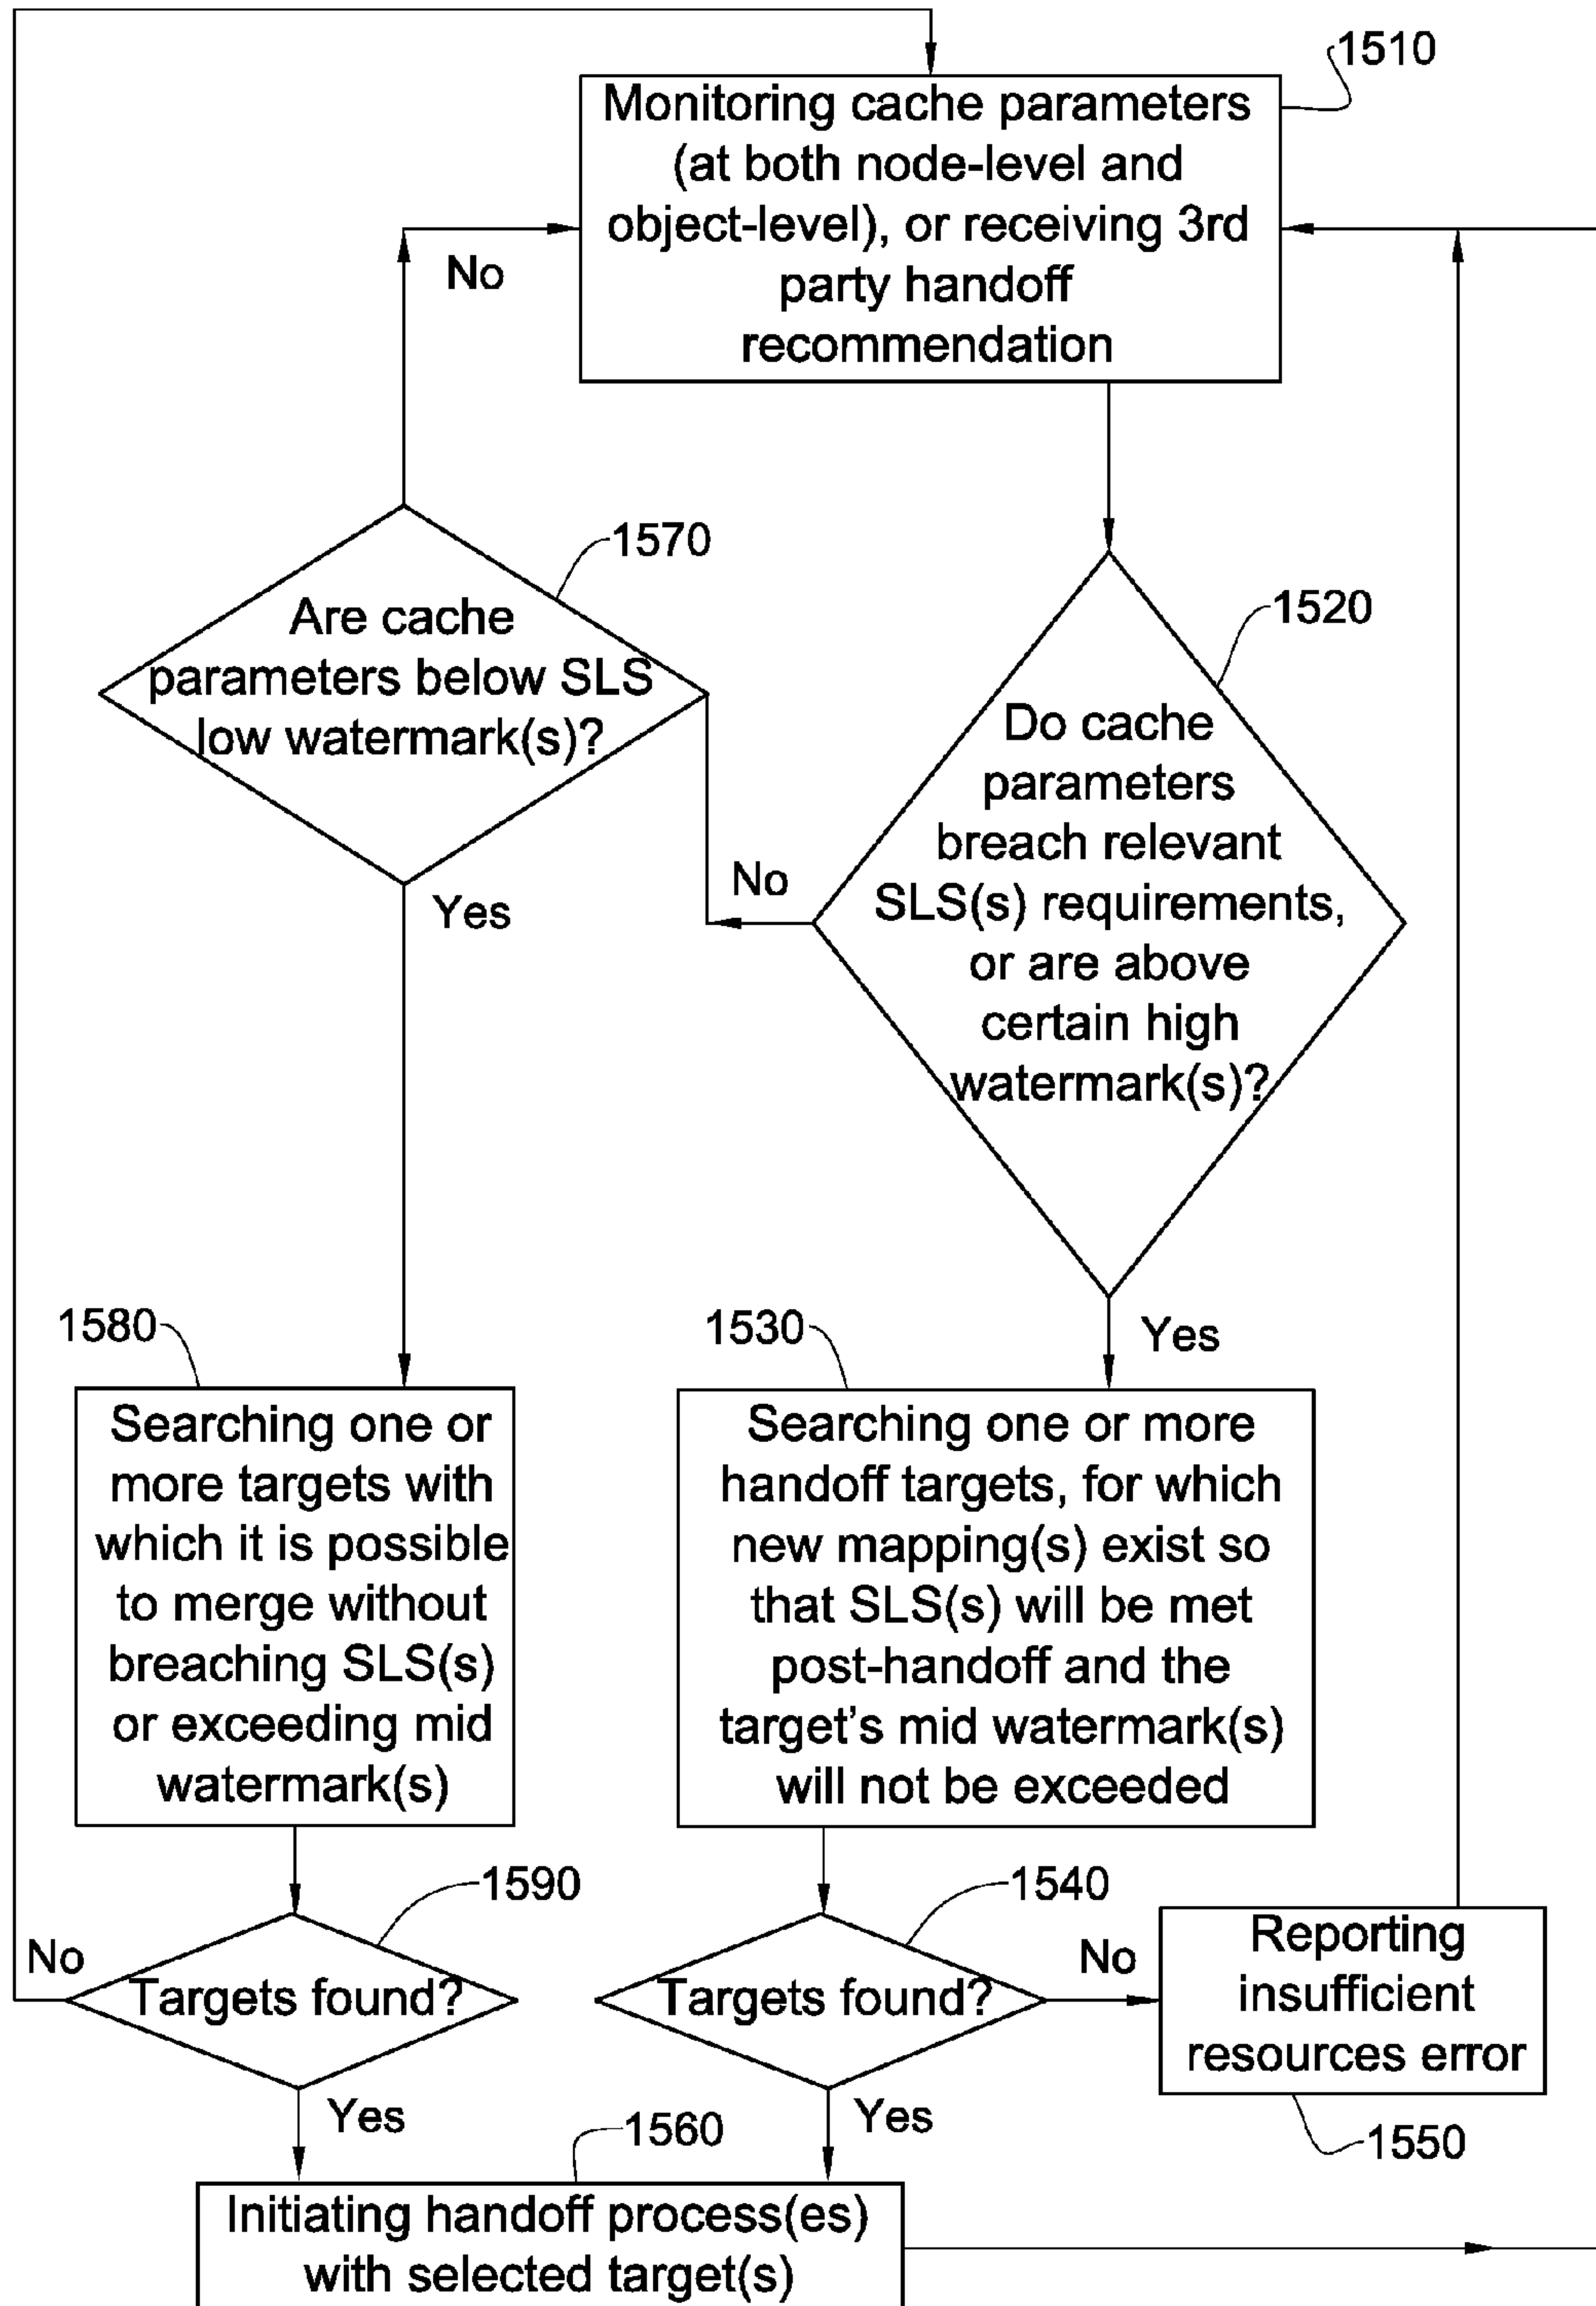 1510
Monitoring cache parameters
(at both node-level and
object-level), or receiving 3rd
party handoff
recommendation
No
1570
Are cache
parameters below SLS
low watermark(s)?
Yes
1520
Do cache
parameters
breach relevant
SLS(s) requirements,
or are above
certain high
watermark(s)?
No
Yes
1580
Searching one or
more targets with
which it is possible
to merge without
breaching SLS(s)
or exceeding mid
watermark(s)
1530
Searching one or more
handoff targets, for which
new mapping(s) exist so
that SLS(s) will be met
post-handoff and the
target's mid watermark(s)
will not be exceeded
1590
No
Targets found?
Yes
1540
Targets found?
No
Yes
Reporting
insufficient
resources error
1550
1560
Initiating handoff process(es)
with selected target(s)